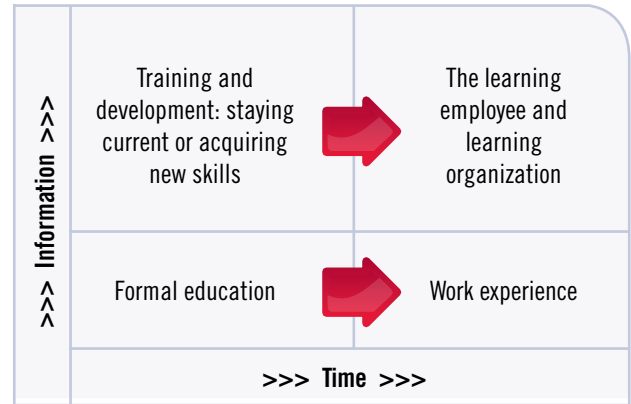 >>> Information >>>
Training and
development: staying
current or acquiring
new skills
The learning
employee and
learning
organization
Formal education
Work experience
>>> Time >>>